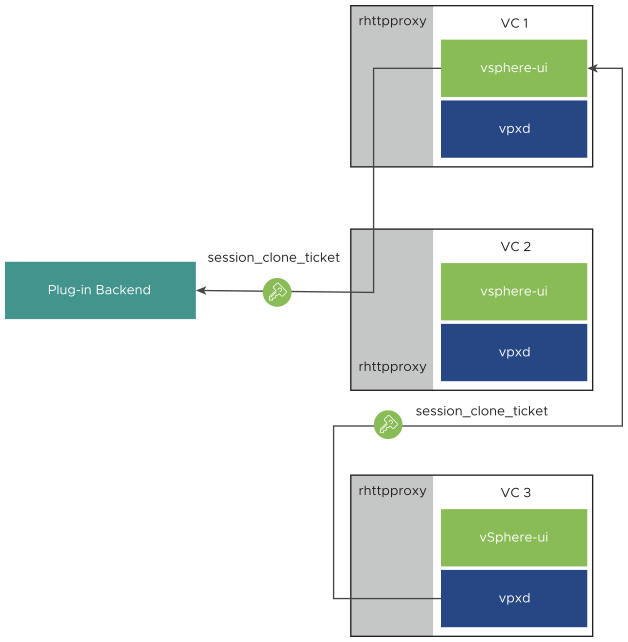 rhttpproxy
VC 1
vsphere-ui
vpxd
session_clone_ticket
Plug-in Backend
VC 2
vsphere-ui
vpxd
rhttpproxy
session_clone_ticket
rhttpproxy
VC 3
vSphere-ui
vpxd